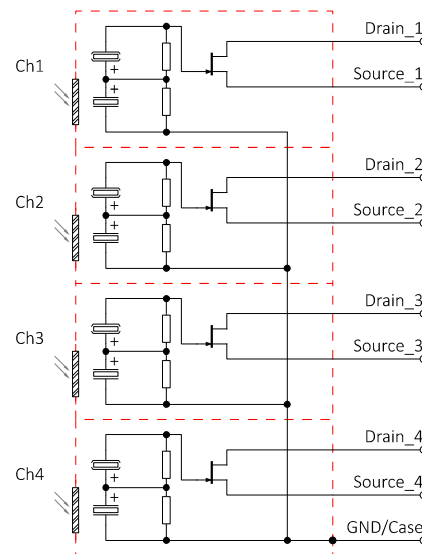 Drain_1
Ch1
+
Source_1
+
Drain_2
Ch2
+
Source_2
+
Drain_3
Ch3
+
Source_3
+
Drain_4
Ch4
+
Source_4
+
GND/Case